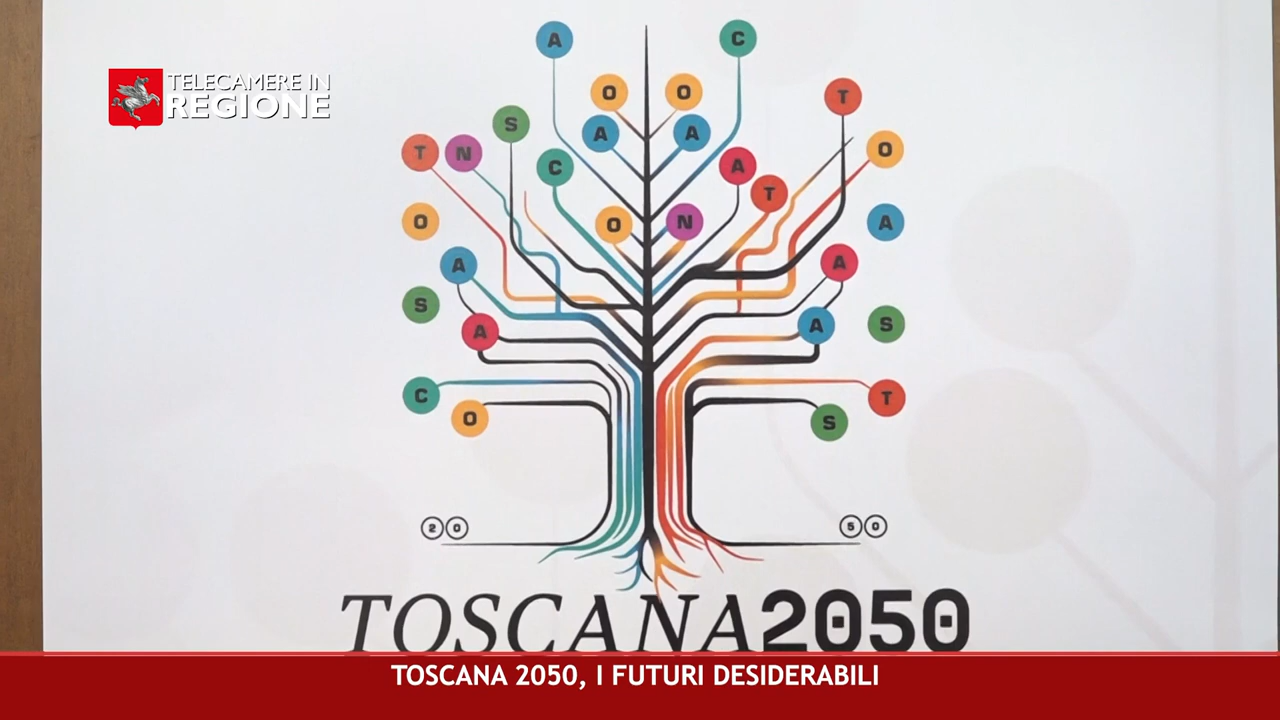 TELECAMERE IN
REGIONE
A C
O O T
S A A
T N C A O
T
O O N A
A A
S A A S
C T
O S
20 50
TOSCANA2050
TOSCANA 2050, I FUTURI DESIDERABILI